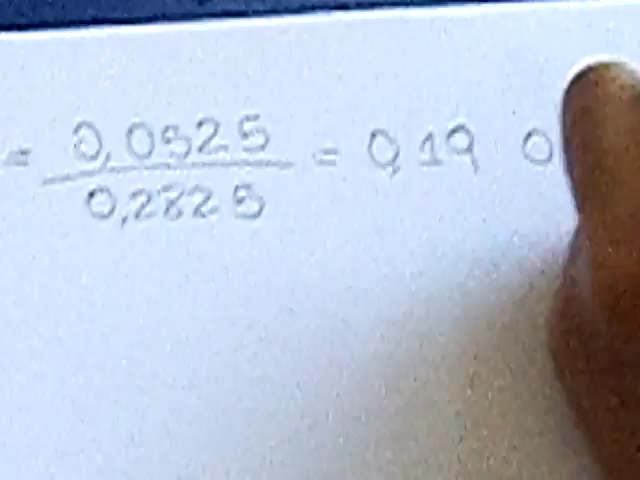 = 0,0525 = 0,19 0
0,2825